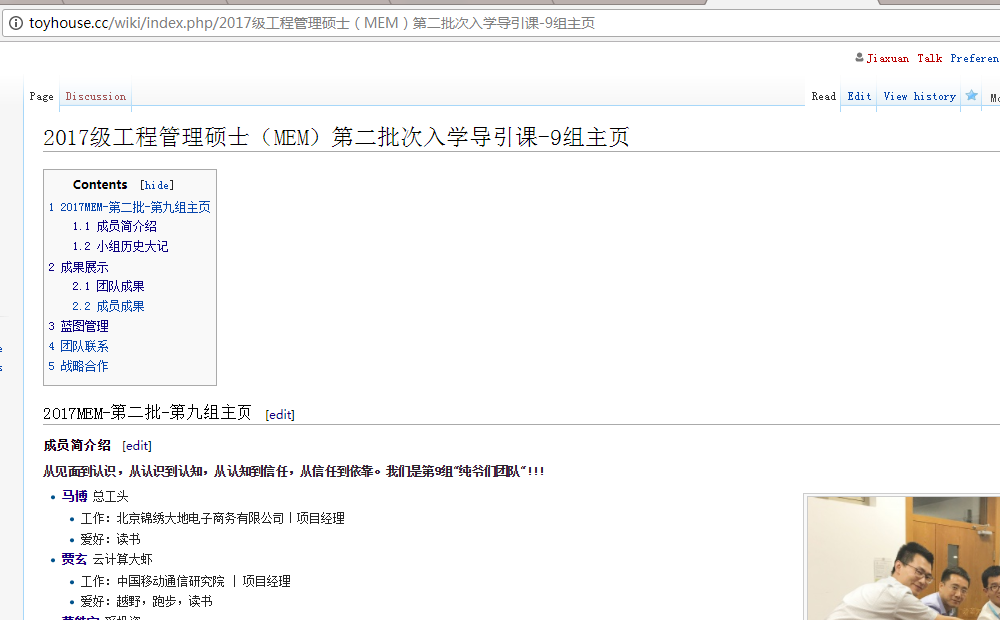 toyhouse.cc/wiki/index.php/2017级工程管理硕士（MEM）第二批次入学导引课-9组主页
Jiaxuan Talk Preferen
Page Discussion Read Edit View history
2017级工程管理硕士（MEM）第二批次入学导引课-9组主页
Contents [hide]
1 2017MEM-第二批-第九组主页
1.1 成员简介绍
1.2 小组历史大记
2 成果展示
2.1 团队成果
2.2 成员成果
3 蓝图管理
4 团队联系
5 战略合作
2017MEM-第二批-第九组主页 [edit]
成员简介绍 [edit]
从见面到认识，从认识到认知，从认知到信任，从信任到依靠。我们是第9组“纯爷们团队”!!!
马博 总工头
工作：北京锦绣大地电子商务有限公司｜项目经理
爱好：读书
贾玄 云计算大虾
工作：中国移动通信研究院 ｜ 项目经理
爱好：越野，跑步，读书